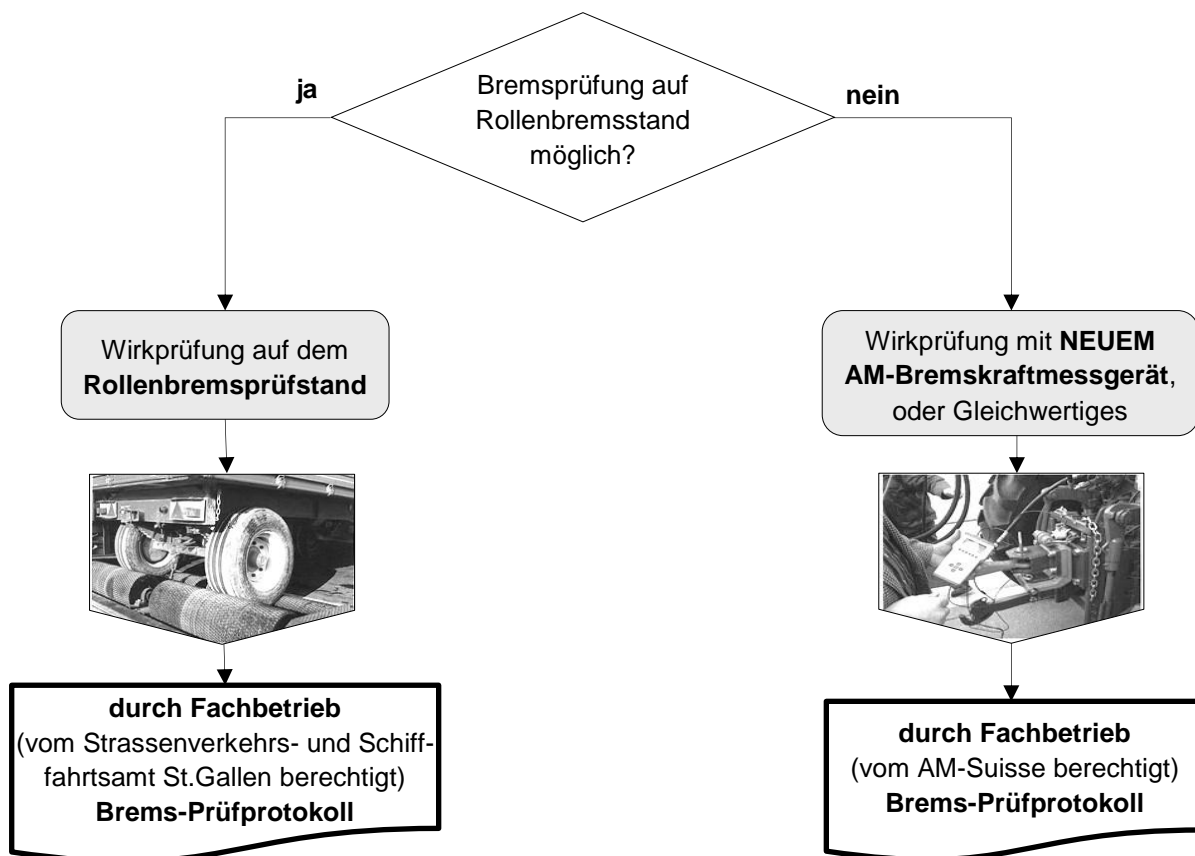 Bremsprüfung auf
Rollenbremsstand
möglich?
ja
nein
Wirkprüfung auf dem
Rollenbremsprüfstand
Wirkprüfung mit NEUEM
AM-Bremskraftmessgerät,
oder Gleichwertiges
durch Fachbetrieb
(vom Strassenverkehrs- und Schiff-
fahrtsamt St.Gallen berechtigt)
Brems-Prüfprotokoll
durch Fachbetrieb
(vom AM-Suisse berechtigt)
Brems-Prüfprotokoll